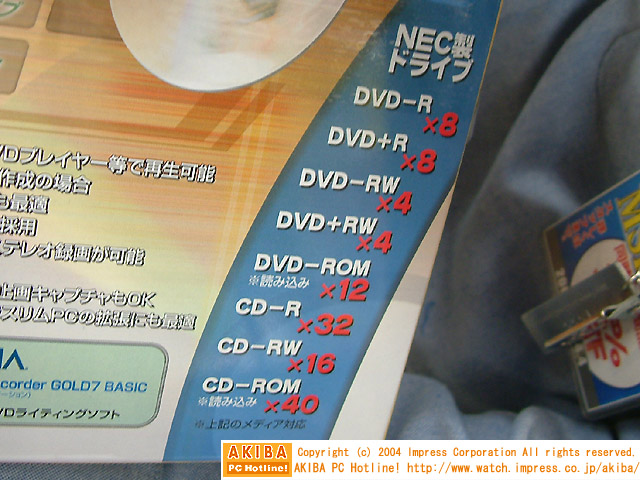 NEC製
ドライブ
DVD-R
×8
DVD+R
×8
DVD-RW
×4
DVD+RW
×4
DVD-ROM
※読み込み ×12
CD-R
×32
CD-RW
×16
CD-ROM
※読み込み ×40
※上記のメディア対応
プレイヤー等で再生可能
作成の場合
も最適
採用
ステレオ録画が可能
キャプチャもOK
スリムPCの拡張にも最適
GOLD7 BASIC
ライティングソフト
AKIBA
PC Hotline!
Copyright (c) 2004 Impress Corporation All rights reserved.
AKIBA PC Hotline! http://www.watch.impress.co.jp/akiba/